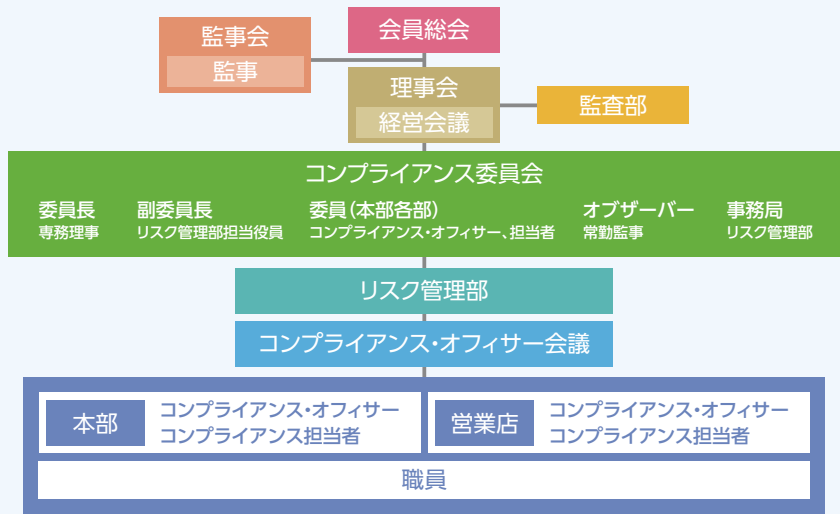 監事会
監事
会員総会
理事会
経営会議
監査部
コンプライアンス委員会
委員長
専務理事
副委員長
リスク管理部担当役員
委員(本部各部)
コンプライアンス・オフィサー、担当者
オブザーバー
常勤監事
事務局
リスク管理部
リスク管理部
コンプライアンス・オフィサー会議
本部
コンプライアンス・オフィサー
コンプライアンス担当者
営業店
コンプライアンス・オフィサー
コンプライアンス担当者
職員